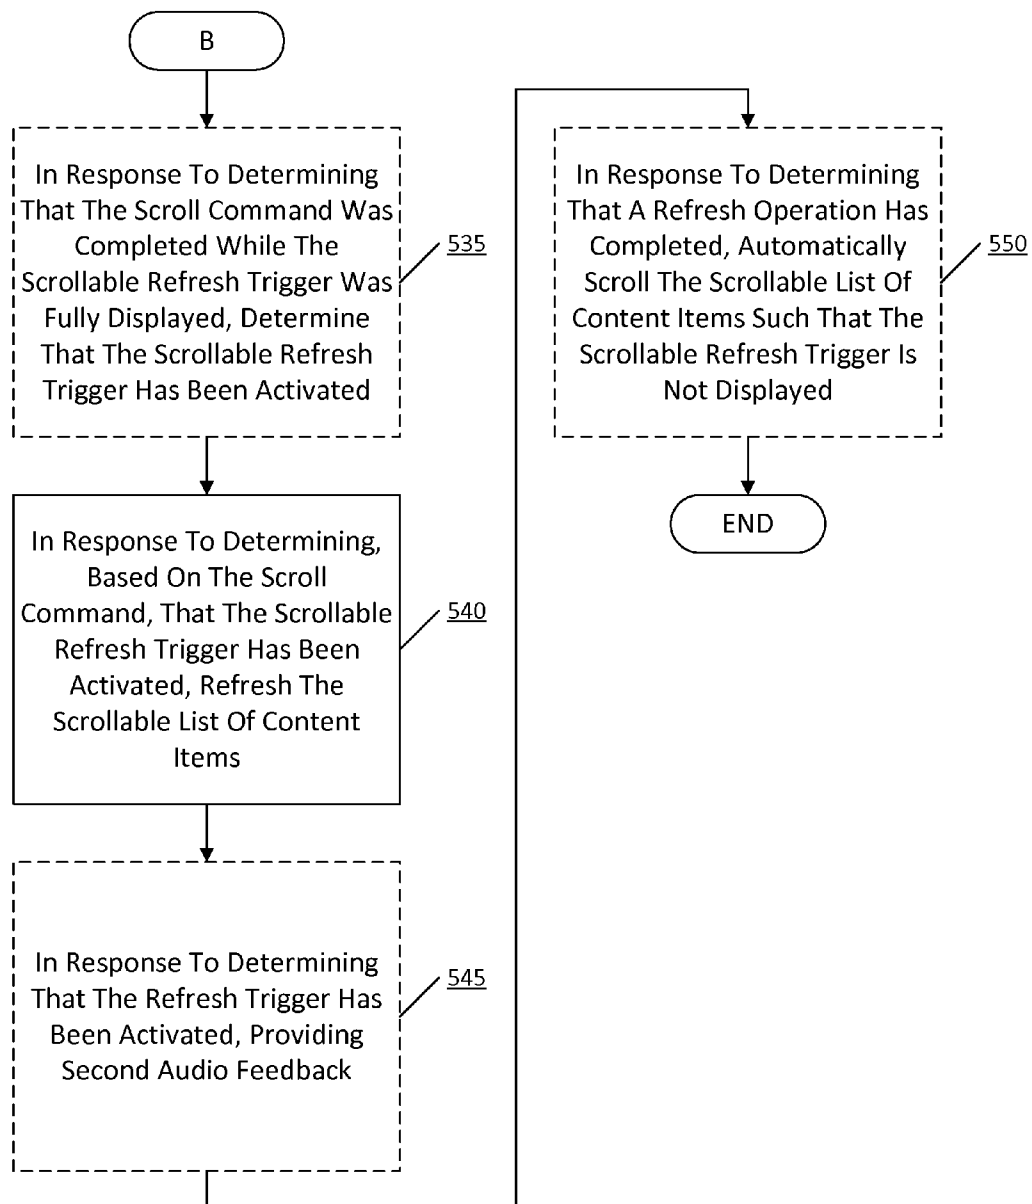 B
In Response To Determining
That The Scroll Command Was
Completed While The
Scrollable Refresh Trigger Was
Fully Displayed, Determine
That The Scrollable Refresh
Trigger Has Been Activated
535
In Response To Determining,
Based On The Scroll
Command, That The Scrollable
Refresh Trigger Has Been
Activated, Refresh The
Scrollable List Of Content
Items
540
In Response To Determining
That The Refresh Trigger Has
Been Activated, Providing
Second Audio Feedback
545
In Response To Determining
That A Refresh Operation Has
Completed, Automatically
Scroll The Scrollable List Of
Content Items Such That The
Scrollable Refresh Trigger Is
Not Displayed
550
END